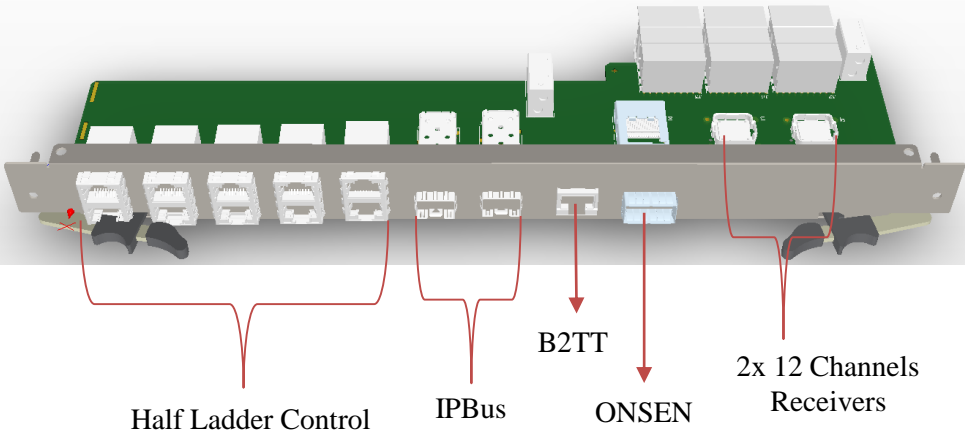 B2TT
2x 12 Channels
Receivers
Half Ladder Control
IPBus
ONSEN